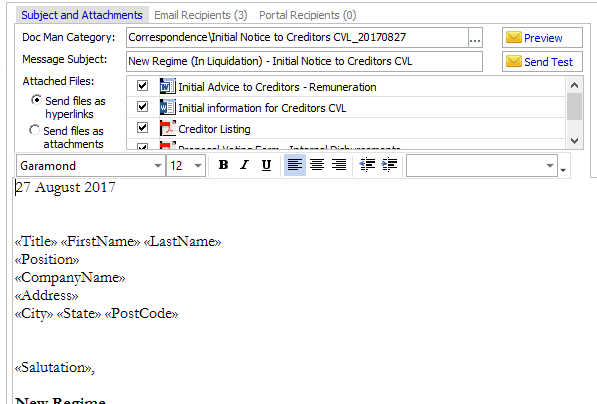 Subject and Attachments Email Recipients (3) Portal Recipients (0)
Doc Man Category: Correspondence\Initial Notice to Creditors CVL_20170827 ... Preview
Message Subject: New Regime (In Liquidation) - Initial Notice to Creditors CVL Send Test
Attached Files:
Send files as hyperlinks
Send files as attachments
Initial Advice to Creditors - Remuneration
Initial information for Creditors CVL
Creditor Listing
Proposal Voting Form - Internal Disbursements
Garamond 12 B I U
27 August 2017
«Title» «FirstName» «LastName»
«Position»
«CompanyName»
«Address»
«City» «State» «PostCode»
«Salutation»,
New Regime